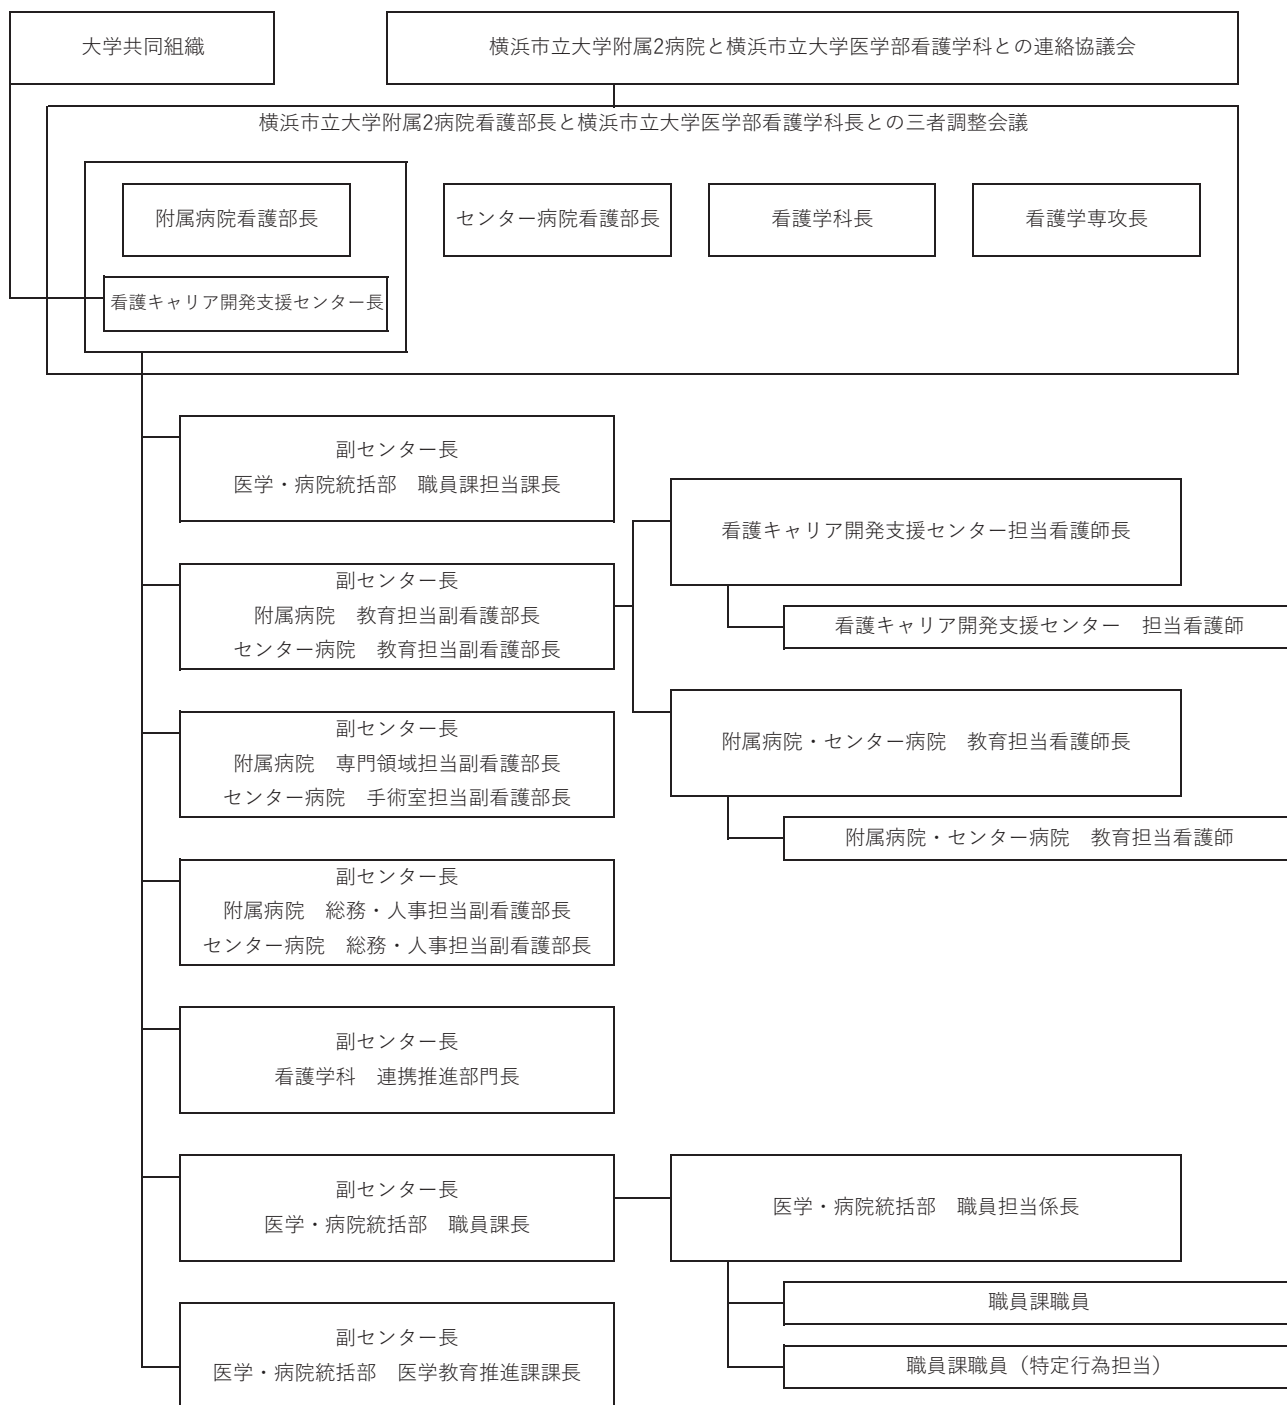 大学共同組織
横浜市立大学附属2病院と横浜市立大学医学部看護学科との連絡協議会
横浜市立大学附属2病院看護部長と横浜市立大学医学部看護学科長との三者調整会議
附属病院看護部長
センター病院看護部長
看護学科長
看護学専攻長
看護キャリア開発支援センター長
副センター長
医学・病院統括部　職員課担当課長
副センター長
附属病院　教育担当副看護部長
センター病院　教育担当副看護部長
看護キャリア開発支援センター担当看護師長
看護キャリア開発支援センター　担当看護師
附属病院・センター病院　教育担当看護師長
附属病院・センター病院　教育担当看護師
副センター長
附属病院　専門領域担当副看護部長
センター病院　手術室担当副看護部長
副センター長
附属病院　総務・人事担当副看護部長
センター病院　総務・人事担当副看護部長
副センター長
看護学科　連携推進部門長
副センター長
医学・病院統括部　職員課長
医学・病院統括部　職員担当係長
職員課職員
職員課職員（特定行為担当）
副センター長
医学・病院統括部　医学教育推進課課長